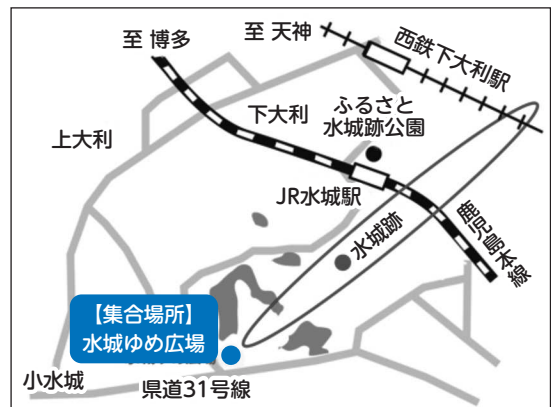 至 博多
至 天神
西鉄下大利駅
下大利
ふるさと
水城跡公園
上大利
JR水城駅
水城跡
鹿児島本線
【集合場所】
水城ゆめ広場
小水城
県道31号線